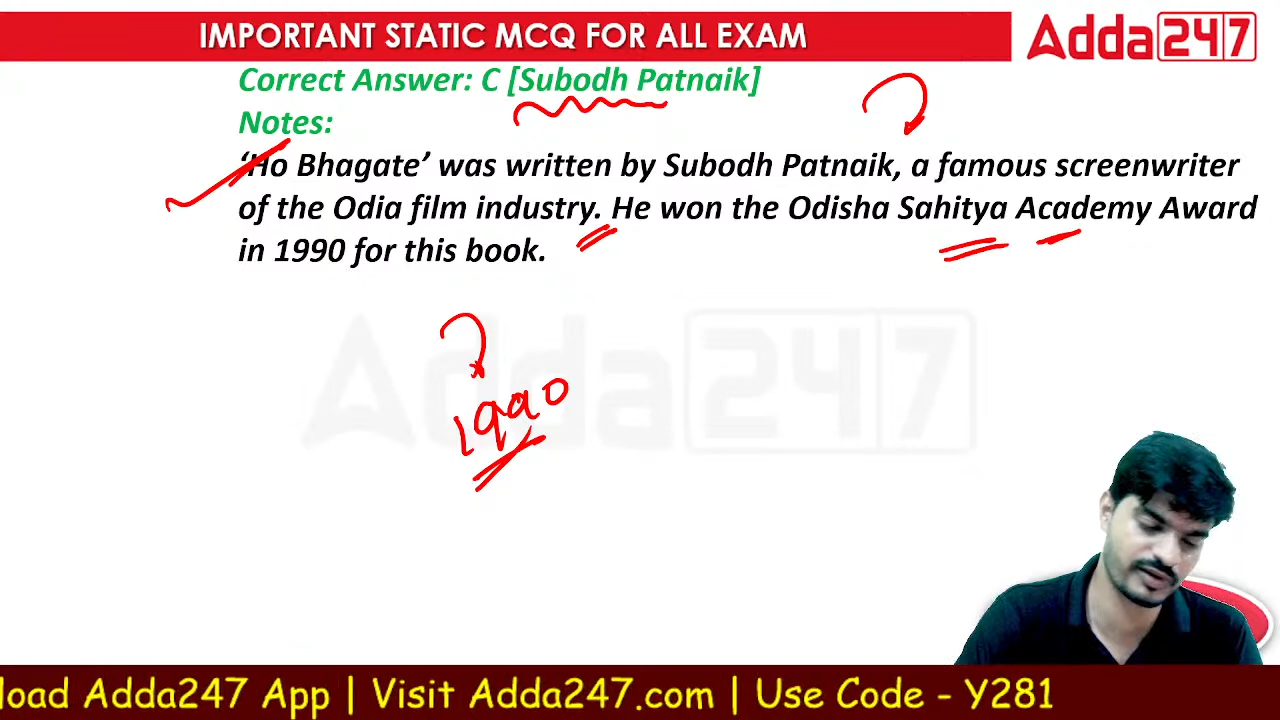 IMPORTANT STATIC MCQ FOR ALL EXAM
Adda247
Correct Answer: C [Subodh Patnaik]
Notes:
‘Ho Bhagate’ was written by Subodh Patnaik, a famous screenwriter
of the Odia film industry. He won the Odisha Sahitya Academy Award
in 1990 for this book.
Adda247
1990
load Adda247 App | Visit Adda247.com | Use Code - Y281